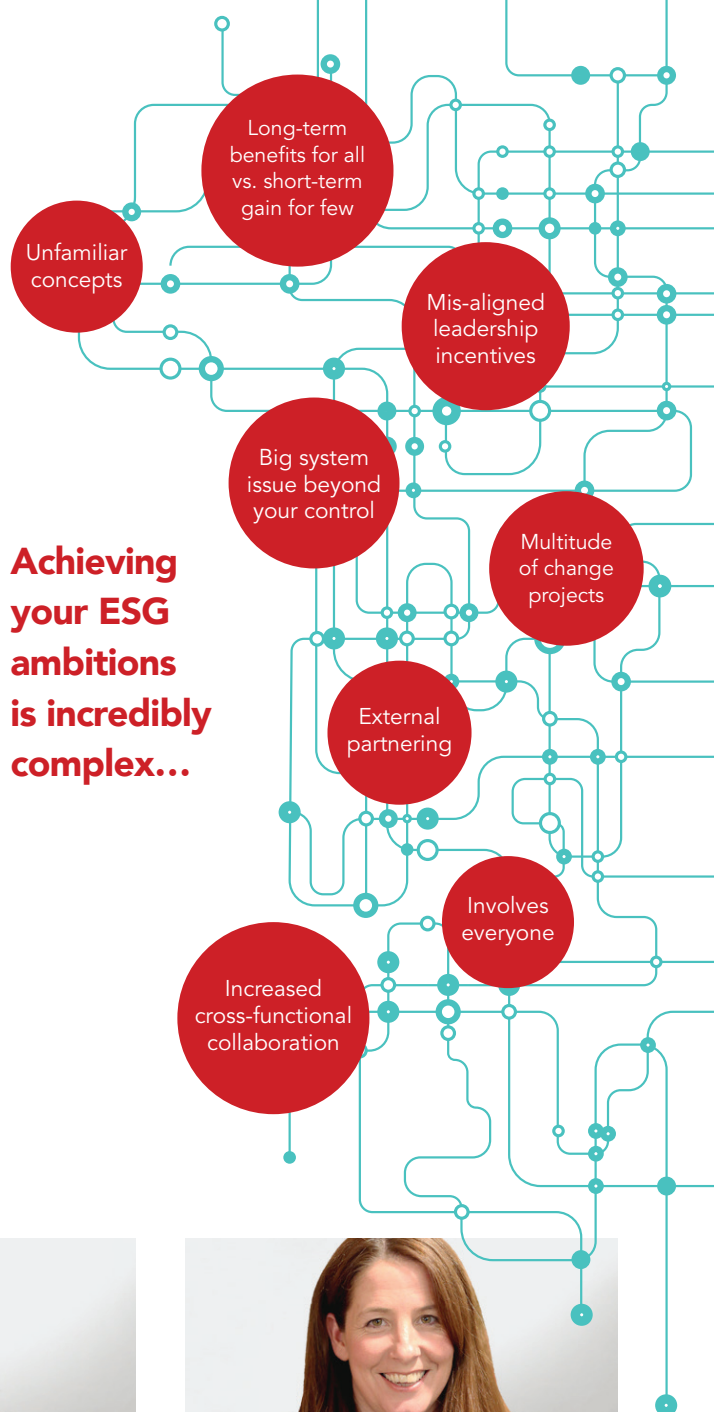 Long-term
benefits for all
vs. short-term
gain for few
Unfamiliar
concepts
Mis-aligned
leadership
incentives
Big system
issue beyond
your control
Multitude
of change
projects
Achieving
your ESG
ambitions
is incredibly
complex...
External
partnering
Involves
everyone
Increased
cross-functional
collaboration